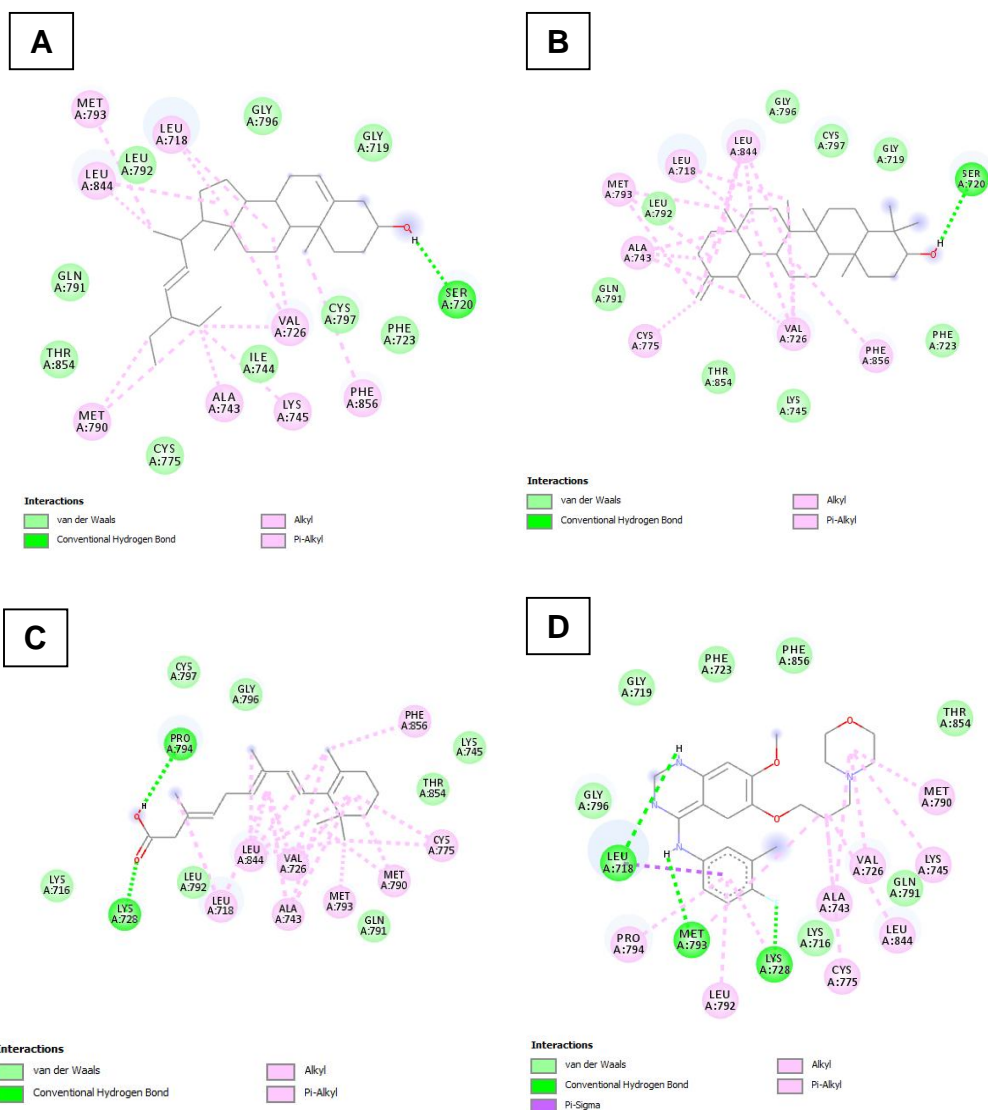 A
MET
A:793
LEU
A:718
GLY
A:796
GLY
A:719
LEU
A:792
LEU
A:844
GLN
A:791
THR
A:854
MET
A:790
CYS
A:775
ALA
A:743
ILE
A:744
VAL
A:726
LYS
A:745
CYS
A:797
PHE
A:856
PHE
A:723
SER
A:720
H
O
Interactions
van der Waals
Conventional Hydrogen Bond
Alkyl
Pi-Alkyl
B
GLY
A:796
LEU
A:844
CYS
A:797
GLY
A:719
SER
A:720
LEU
A:718
MET
A:793
LEU
A:792
ALA
A:743
GLN
A:791
CYS
A:775
THR
A:854
LYS
A:745
VAL
A:726
PHE
A:856
PHE
A:723
H
O
Interactions
van der Waals
Conventional Hydrogen Bond
Alkyl
Pi-Alkyl
C
CYS
A:797
GLY
A:796
PRO
A:794
PHE
A:856
LYS
A:745
THR
A:854
CYS
A:775
MET
A:790
MET
A:793
GLN
A:791
VAL
A:726
ALA
A:743
LEU
A:844
LEU
A:792
LEU
A:718
LYS
A:716
LYS
A:728
H
O
O
Interactions
van der Waals
Conventional Hydrogen Bond
Alkyl
Pi-Alkyl
D
PHE
A:723
PHE
A:856
GLY
A:719
THR
A:854
GLY
A:796
LEU
A:718
MET
A:790
VAL
A:726
LYS
A:745
GLN
A:791
ALA
A:743
LEU
A:844
LYS
A:716
CYS
A:775
PRO
A:794
MET
A:793
LYS
A:728
LEU
A:792
H
N
N
N
H
O
O
O
N
Interactions
van der Waals
Conventional Hydrogen Bond
Pi-Sigma
Alkyl
Pi-Alkyl